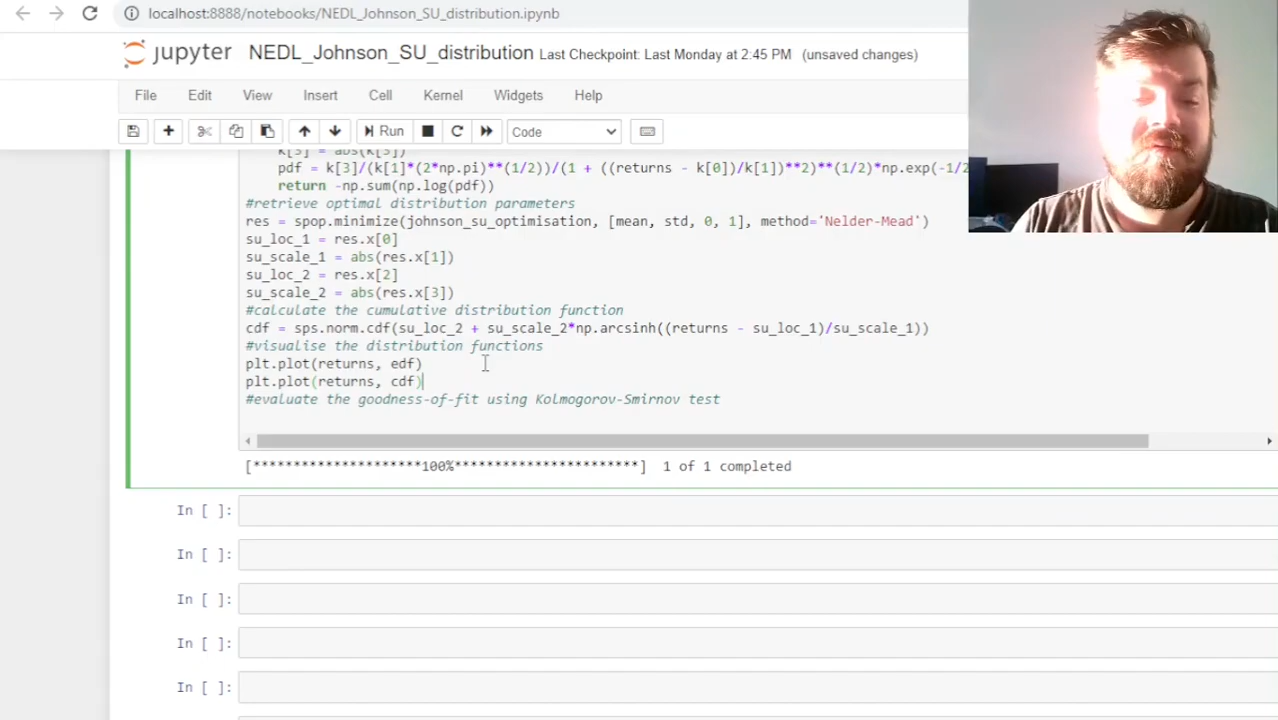 localhost:8888/notebooks/NEDL_Johnson_SU_distribution.ipynb
jupyter NEDL_Johnson_SU_distribution Last Checkpoint: Last Monday at 2:45 PM (unsaved changes)
File Edit View Insert Cell Kernel Widgets Help
Run Code
k[3] = abs(k[3])
pdf = k[3]/(k[1]*(2*np.pi)**(1/2))/(1 + ((returns - k[0])/k[1])**2)**(1/2)*np.exp(-1/2
return -np.sum(np.log(pdf))
#retrieve optimal distribution parameters
res = spop.minimize(johnson_su_optimisation, [mean, std, 0, 1], method='Nelder-Mead')
su_loc_1 = res.x[0]
su_scale_1 = abs(res.x[1])
su_loc_2 = res.x[2]
su_scale_2 = abs(res.x[3])
#calculate the cumulative distribution function
cdf = sps.norm.cdf(su_loc_2 + su_scale_2*np.arcsinh((returns - su_loc_1)/su_scale_1))
#visualise the distribution functions
plt.plot(returns, edf)
plt.plot(returns, cdf)
#evaluate the goodness-of-fit using Kolmogorov-Smirnov test
[*********************100%***********************] 1 of 1 completed
In [ ]:
In [ ]:
In [ ]:
In [ ]:
In [ ]: